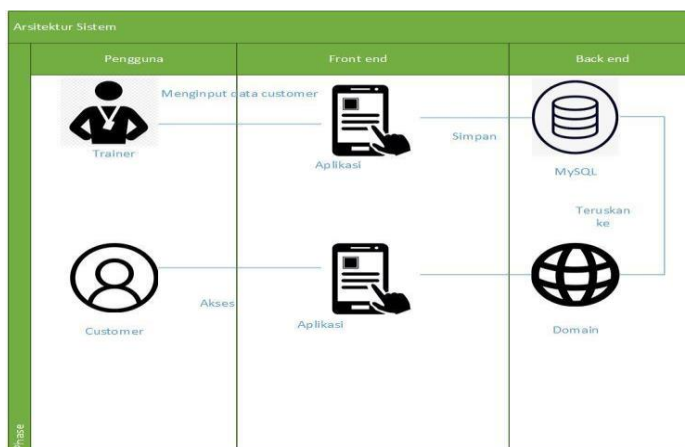 Arsitektur Sistem
Pengguna
Front end
Back end
Menginput data customer
Trainer
Aplikasi
Simpan
MySQL
Teruskan
ke
Customer
Akses
Aplikasi
Domain
Phase